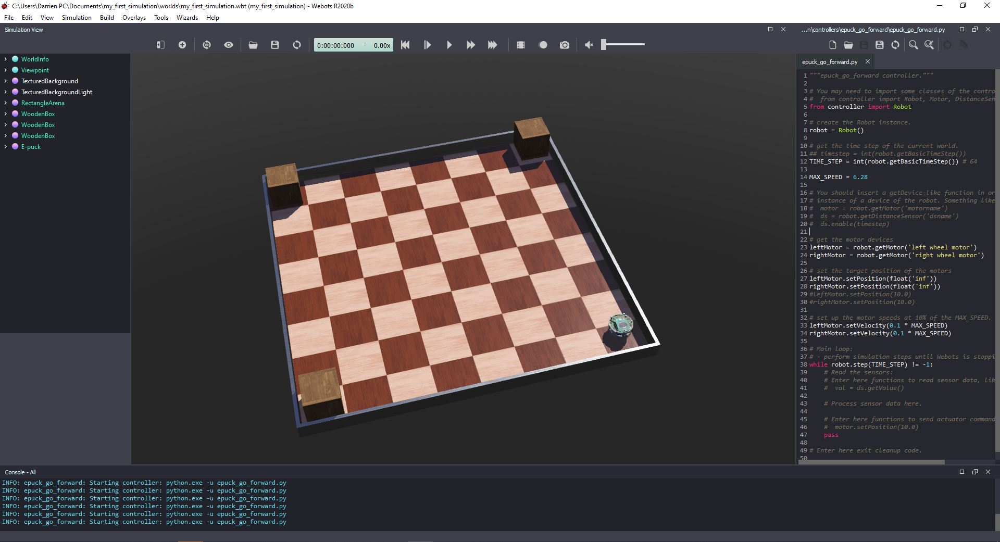 C:\Users\Darrien PC\Documents\my_first_simulation\worlds\my_first_simulation.wbt (my_first_simulation) - Webots R2020b
File Edit View Simulation Build Overlays Tools Wizards Help
Simulation View
0:00:00:000 - 0.00x
WorldInfo
Viewpoint
TexturedBackground
TexturedBackgroundLight
RectangleArena
WoodenBox
WoodenBox
WoodenBox
E-puck
...n\controllers\epuck_go_forward\epuck_go_forward.py
epuck_go_forward.py
1 """epuck_go_forward controller."""
2
3 # You may need to import some classes of the contro
4 #  from controller import Robot, Motor, DistanceSen
5 from controller import Robot
6
7 # create the Robot instance.
8 robot = Robot()
9
10 # get the time step of the current world.
11 ## timestep = int(robot.getBasicTimeStep())
12 TIME_STEP = int(robot.getBasicTimeStep()) # 64
13
14 MAX_SPEED = 6.28
15
16 # You should insert a getDevice-like function in or
17 # instance of a device of the robot. Something like
18 #  motor = robot.getMotor('motorname')
19 #  ds = robot.getDistanceSensor('dsname')
20 #  ds.enable(timestep)
21
22 # get the motor devices
23 leftMotor = robot.getMotor('left wheel motor')
24 rightMotor = robot.getMotor('right wheel motor')
25
26 # set the target position of the motors
27 leftMotor.setPosition(float('inf'))
28 rightMotor.setPosition(float('inf'))
29 #leftMotor.setPosition(10.0)
30 #rightMotor.setPosition(10.0)
31
32 # set up the motor speeds at 10% of the MAX_SPEED.
33 leftMotor.setVelocity(0.1 * MAX_SPEED)
34 rightMotor.setVelocity(0.1 * MAX_SPEED)
35
36 # Main loop:
37 # - perform simulation steps until Webots is stoppi
38 while robot.step(TIME_STEP) != -1:
39     # Read the sensors:
40     # Enter here functions to read sensor data, lik
41     #  val = ds.getValue()
42
43     # Process sensor data here.
44
45     # Enter here functions to send actuator command
46     #  motor.setPosition(10.0)
47     pass
48
49 # Enter here exit cleanup code.
50
Console - All
INFO: epuck_go_forward: Starting controller: python.exe -u epuck_go_forward.py
INFO: epuck_go_forward: Starting controller: python.exe -u epuck_go_forward.py
INFO: epuck_go_forward: Starting controller: python.exe -u epuck_go_forward.py
INFO: epuck_go_forward: Starting controller: python.exe -u epuck_go_forward.py
INFO: epuck_go_forward: Starting controller: python.exe -u epuck_go_forward.py
INFO: epuck_go_forward: Starting controller: python.exe -u epuck_go_forward.py